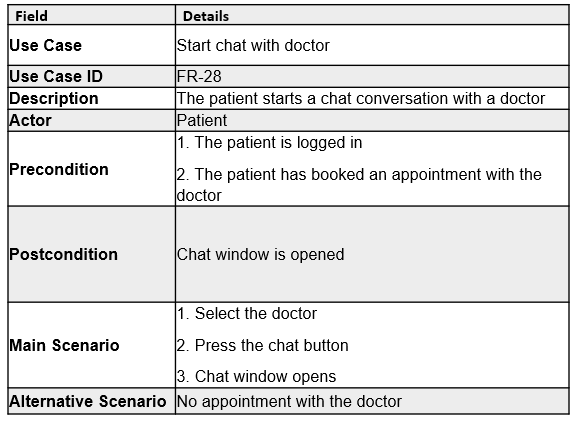 Field Details
Use Case Start chat with doctor
Use Case ID FR-28
Description The patient starts a chat conversation with a doctor
Actor Patient
Precondition 1. The patient is logged in
2. The patient has booked an appointment with the
doctor
Postcondition Chat window is opened
Main Scenario 1. Select the doctor
2. Press the chat button
3. Chat window opens
Alternative Scenario No appointment with the doctor